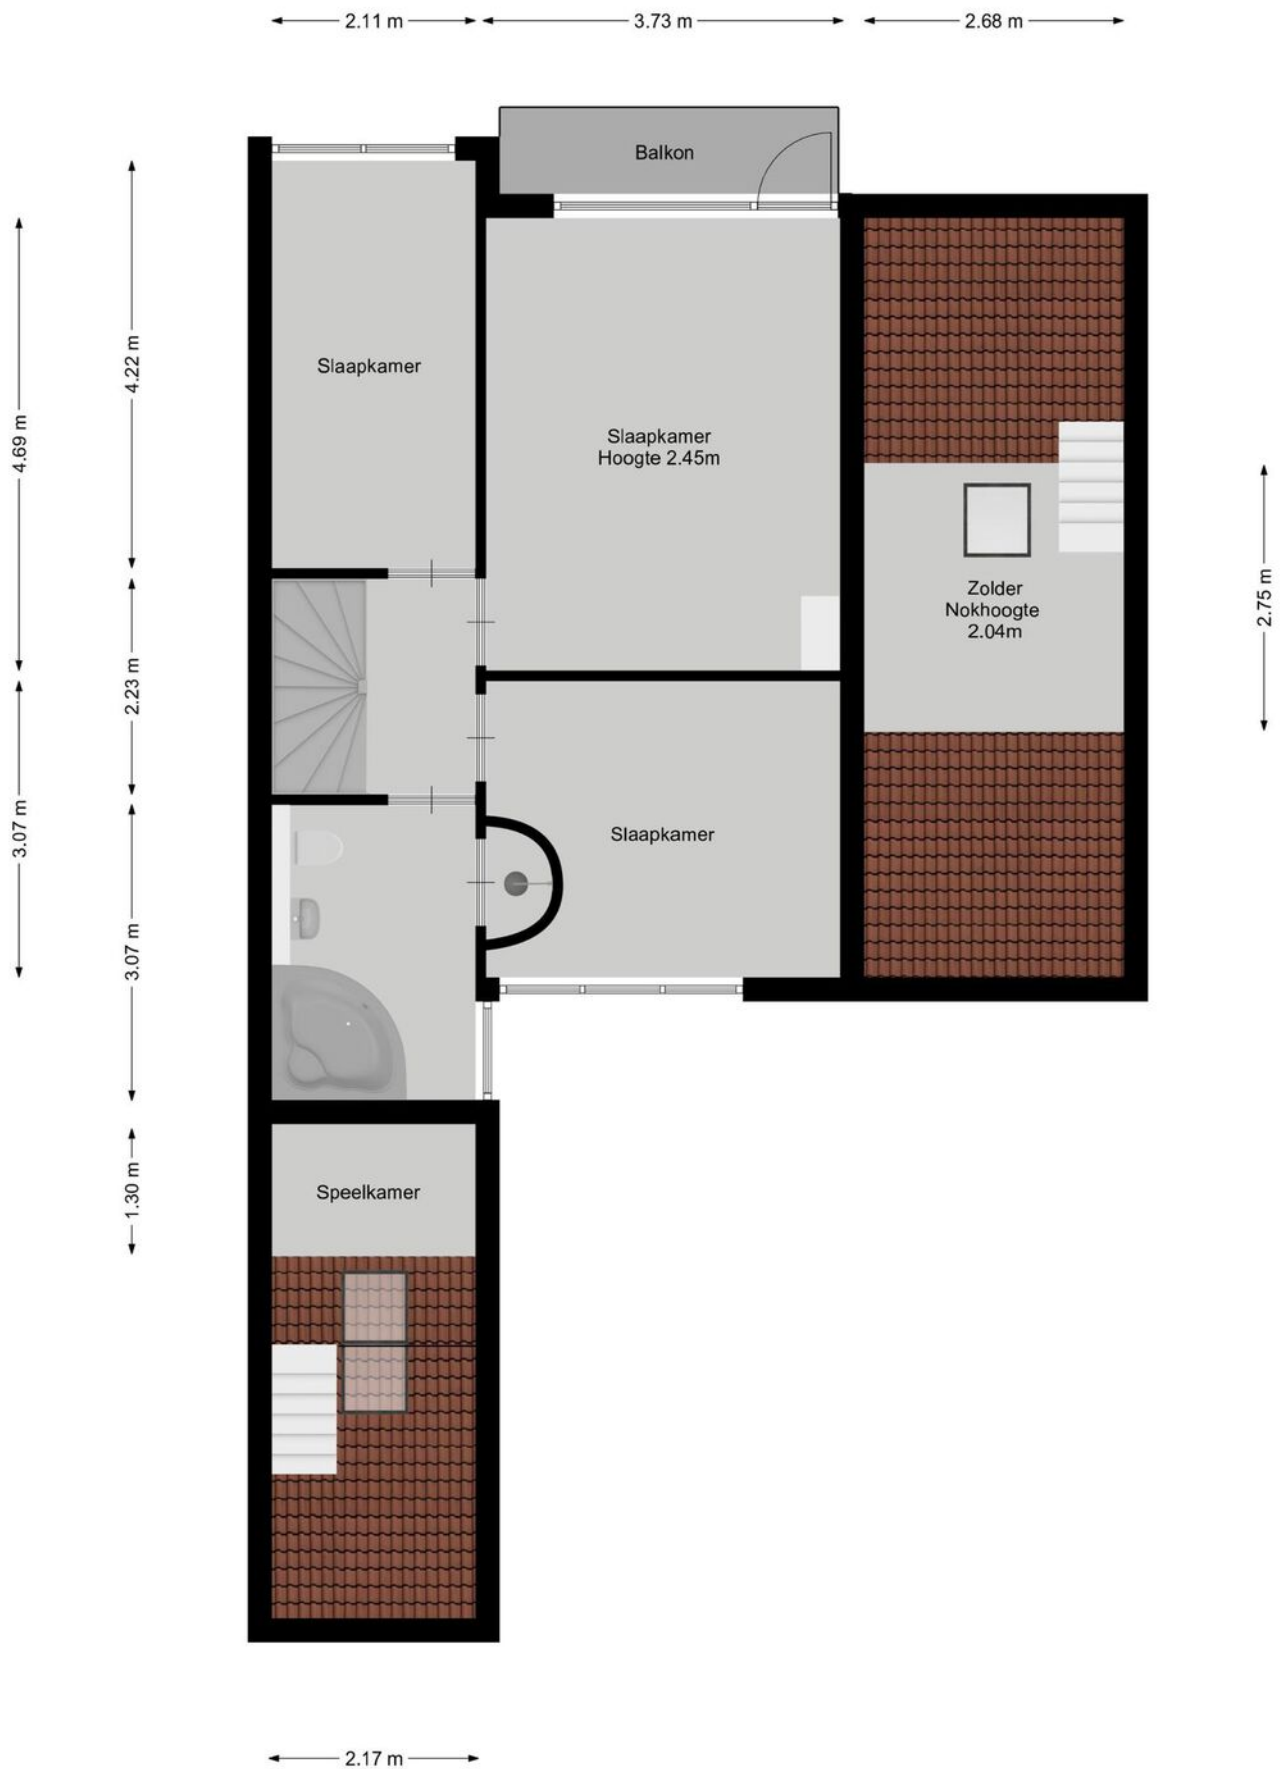 2.11 m
3.73 m
2.68 m
Balkon
4.22 m
4.69 m
Slaapkamer
Slaapkamer
Hoogte 2.45m
Zolder
Nokhoogte
2.04m
2.75 m
2.23 m
3.07 m
Slaapkamer
3.07 m
1.30 m
Speelkamer
2.17 m